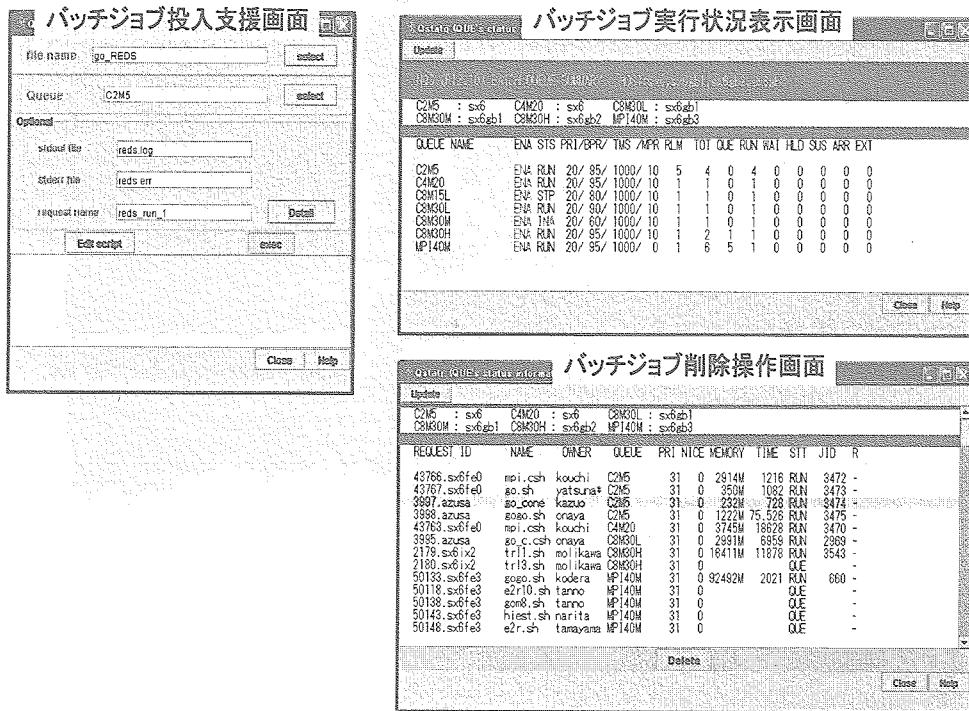 バッチジョブ投入支援画面
file name go_REDS select
Queue C2M5 select
Optional
stdout file reds.log
stderr file reds.err
request name reds_run_1 Detail
Edit script exec
Close Help
バッチジョブ実行状況表示画面
Update
C2M5 : sx6 C4M20 : sx6 C8M30L : sx6gb1
C8M30M : sx6gb1 C8M30H : sx6gb2 MPI40M : sx6gb3
QUEUE NAME ENA STS PRI/BPR/ TMS /MPR RLM TOT QUE RUN WAI HLD SUS ARR EXT
C2M5 ENA RUN 20/ 95/ 1000/ 10 5 4 0 4 0 0 0 0 0
C4M20 ENA RUN 20/ 95/ 1000/ 10 1 1 0 1 0 0 0 0 0
C8M15L ENA STP 20/ 80/ 1000/ 10 1 1 0 1 0 0 0 0 0
C8M30L ENA RUN 20/ 90/ 1000/ 10 1 1 0 1 0 0 0 0 0
C8M30M ENA INA 20/ 60/ 1000/ 10 1 1 0 1 0 0 0 0 0
C8M30H ENA RUN 20/ 95/ 1000/ 10 1 2 1 1 0 0 0 0 0
MPI40M ENA RUN 20/ 95/ 1000/ 0 1 6 5 1 0 0 0 0 0
Close Help
バッチジョブ削除操作画面
Update
C2M5 : sx6 C4M20 : sx6 C8M30L : sx6gb1
C8M30M : sx6gb1 C8M30H : sx6gb2 MPI40M : sx6gb3
REQUEST ID NAME OWNER QUEUE PRI NICE MEMORY TIME STT JID R
43766.sx6fe0 mpi.csh kouchi C2M5 31 0 2914M 1216 RUN 3472 -
43767.sx6fe0 go.sh yatsuna* C2M5 31 0 350M 1082 RUN 3473 -
3997.azusa go_cone kazuo C2M5 31 0 232M 728 RUN 3474 -
3998.azusa gogo.sh onaya C2M5 31 0 1222M 75,526 RUN 3475 -
43763.sx6fe0 mpi.csh kouchi C4M20 31 0 3745M 18628 RUN 3470 -
3995.azusa go_c.csh onaya C8M30L 31 0 2991M 6959 RUN 2969 -
2179.sx6ix2 trl1.sh molikawa C8M30H 31 0 16411M 11878 RUN 3543 -
2180.sx6ix2 trl3.sh molikawa C8M30H 31 0 QUE -
50133.sx6fe3 gogo.sh kodera MPI40M 31 0 92492M 2021 RUN 660 -
50118.sx6fe3 e2r10.sh tanno MPI40M 31 0 QUE -
50138.sx6fe3 gom8.sh tanno MPI40M 31 0 QUE -
50143.sx6fe3 hiest.sh narita MPI40M 31 0 QUE -
50148.sx6fe3 e2r.sh tamayama MPI40M 31 0 QUE -
Delete
Close Help